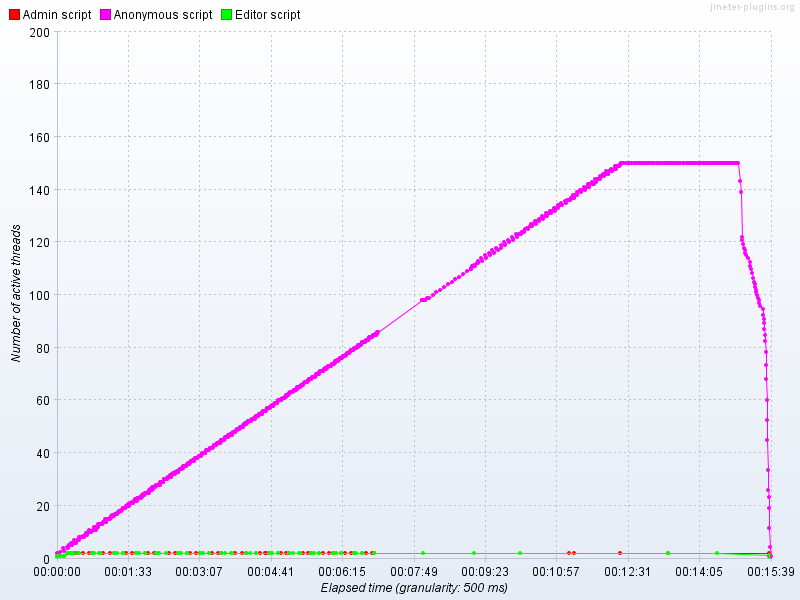 jmeter-plugins.org
Admin script Anonymous script Editor script
200
180
160
140
120
100
80
60
40
20
0
Number of active threads
00:00:00 00:01:33 00:03:07 00:04:41 00:06:15 00:07:49 00:09:23 00:10:57 00:12:31 00:14:05 00:15:39
Elapsed time (granularity: 500 ms)